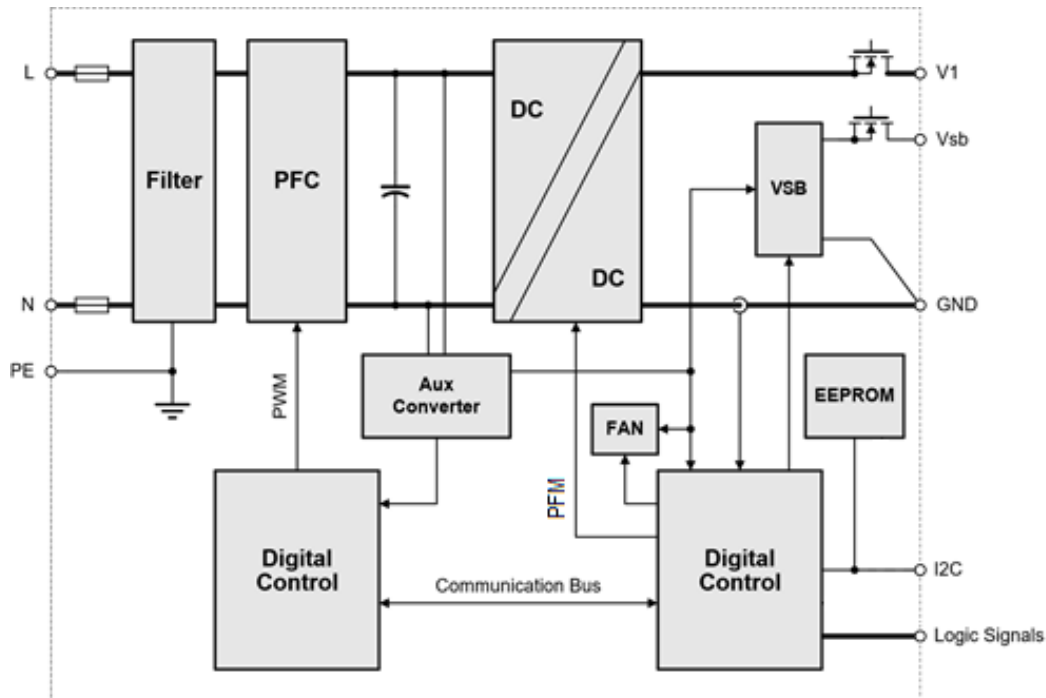 L
V1
DC
Vsb
Filter
PFC
VSB
DC
N
GND
PE
PWM
Aux
Converter
EEPROM
FAN
PFM
Digital
Control
Digital
Control
Communication Bus
I2C
Logic Signals